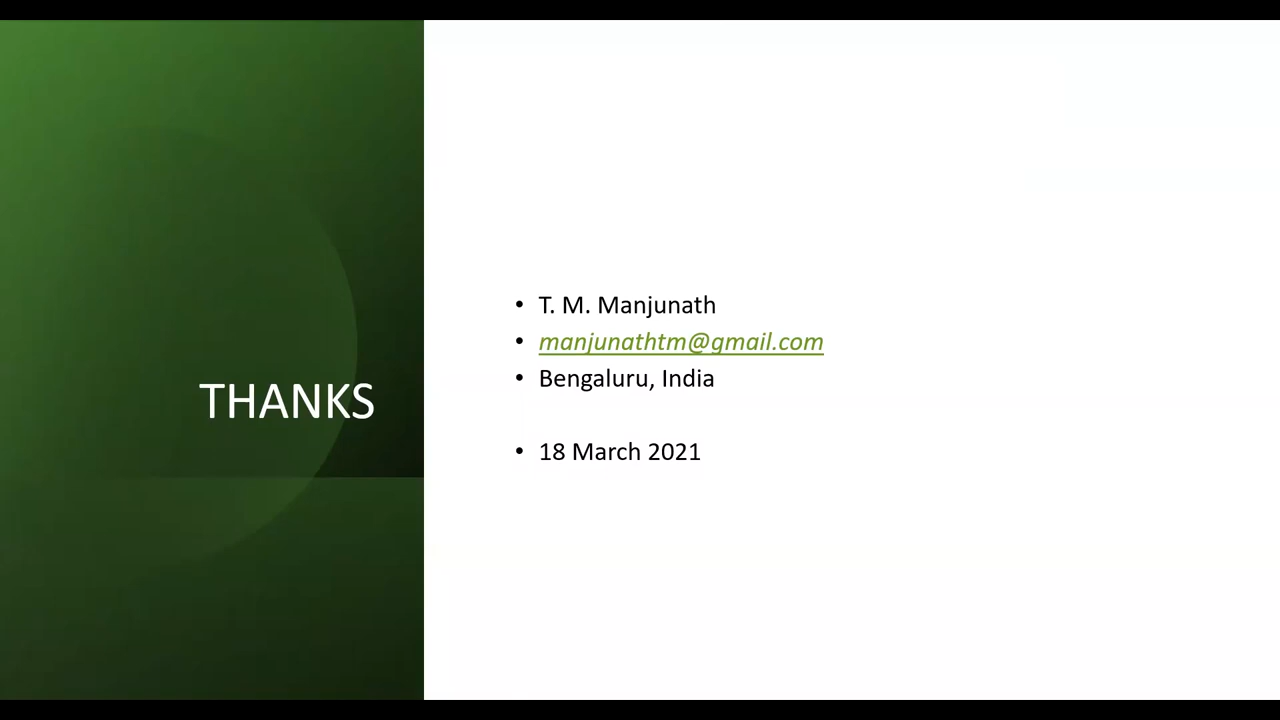 THANKS
• T. M. Manjunath
• manjunathtm@gmail.com
• Bengaluru, India
• 18 March 2021